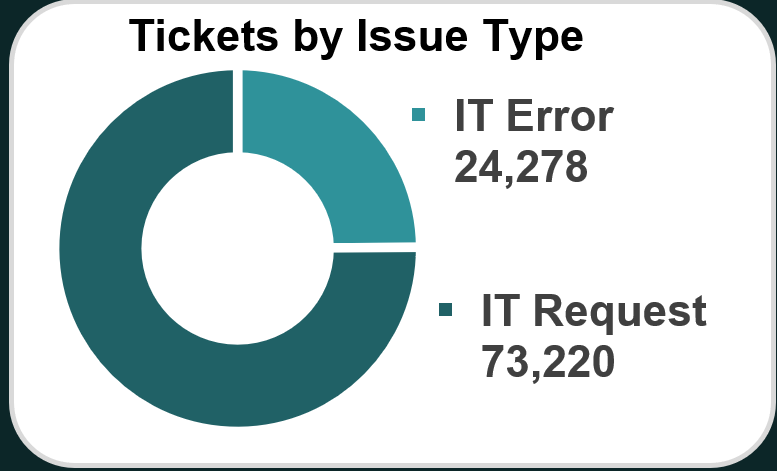 Tickets by Issue Type
IT Error
24,278
IT Request
73,220